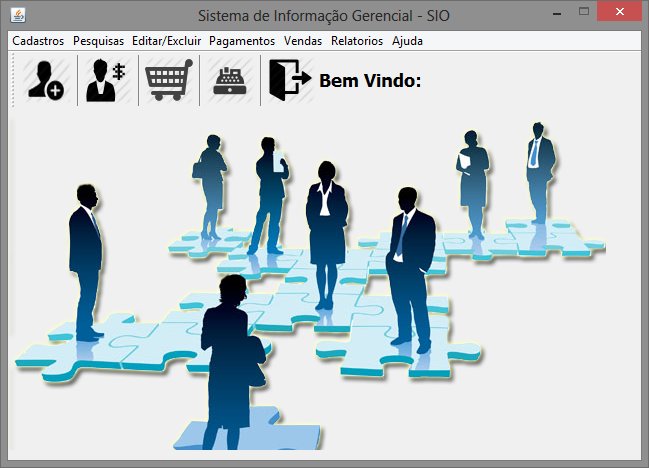 Sistema de Informação Gerencial - SIO
Cadastros Pesquisas Editar/Excluir Pagamentos Vendas Relatorios Ajuda
Bem Vindo: